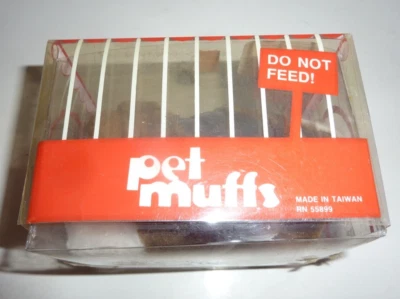 DO NOT
FEED!
pet
muffs
MADE IN TAIWAN
RN 55899